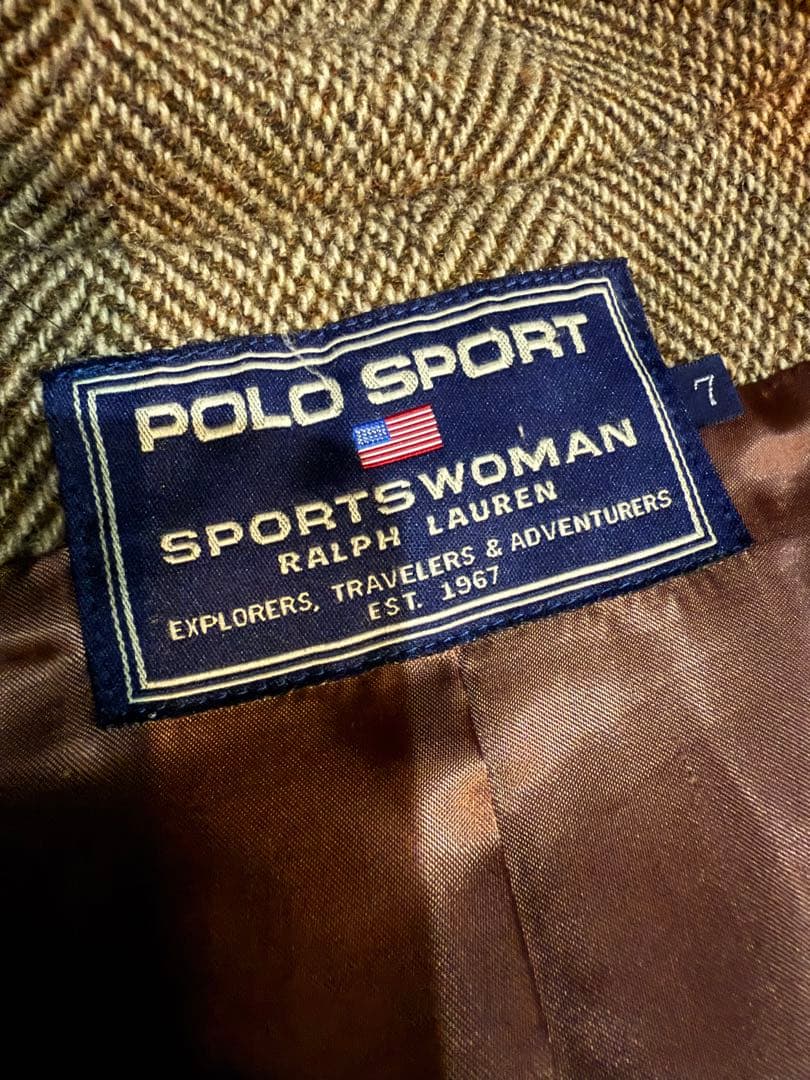 POLO SPORT
SPORTSWOMAN
RALPH LAUREN
EXPLORERS, TRAVELERS & ADVENTURERS
EST. 1967
7